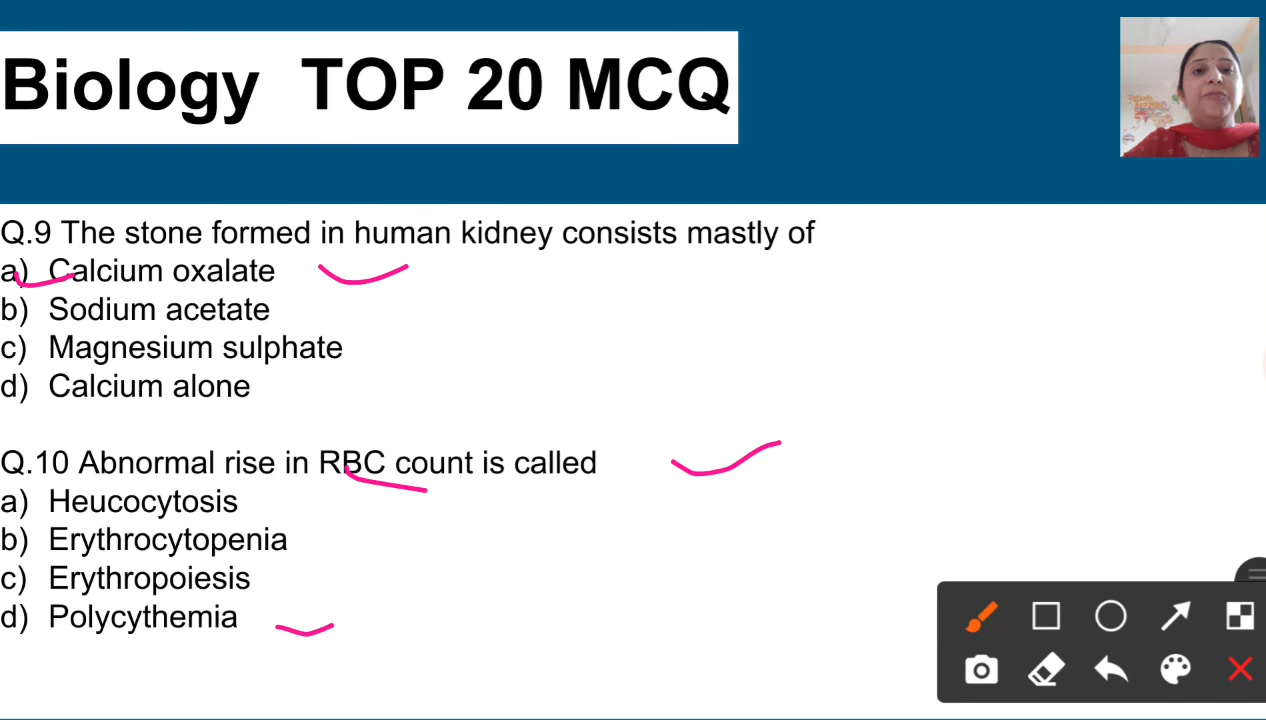 Biology TOP 20 MCQ
Q.9 The stone formed in human kidney consists mastly of
a) Calcium oxalate
b) Sodium acetate
c) Magnesium sulphate
d) Calcium alone
Q.10 Abnormal rise in RBC count is called
a) Heucocytosis
b) Erythrocytopenia
c) Erythropoiesis
d) Polycythemia